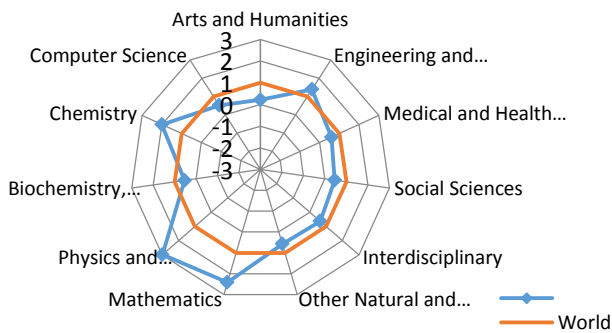 Arts and Humanities
Engineering and...
Medical and Health...
Social Sciences
Interdisciplinary
Other Natural and...
Mathematics
Physics and...
Biochemistry,...
Chemistry
Computer Science
3
2
1
0
-1
-2
-3
World